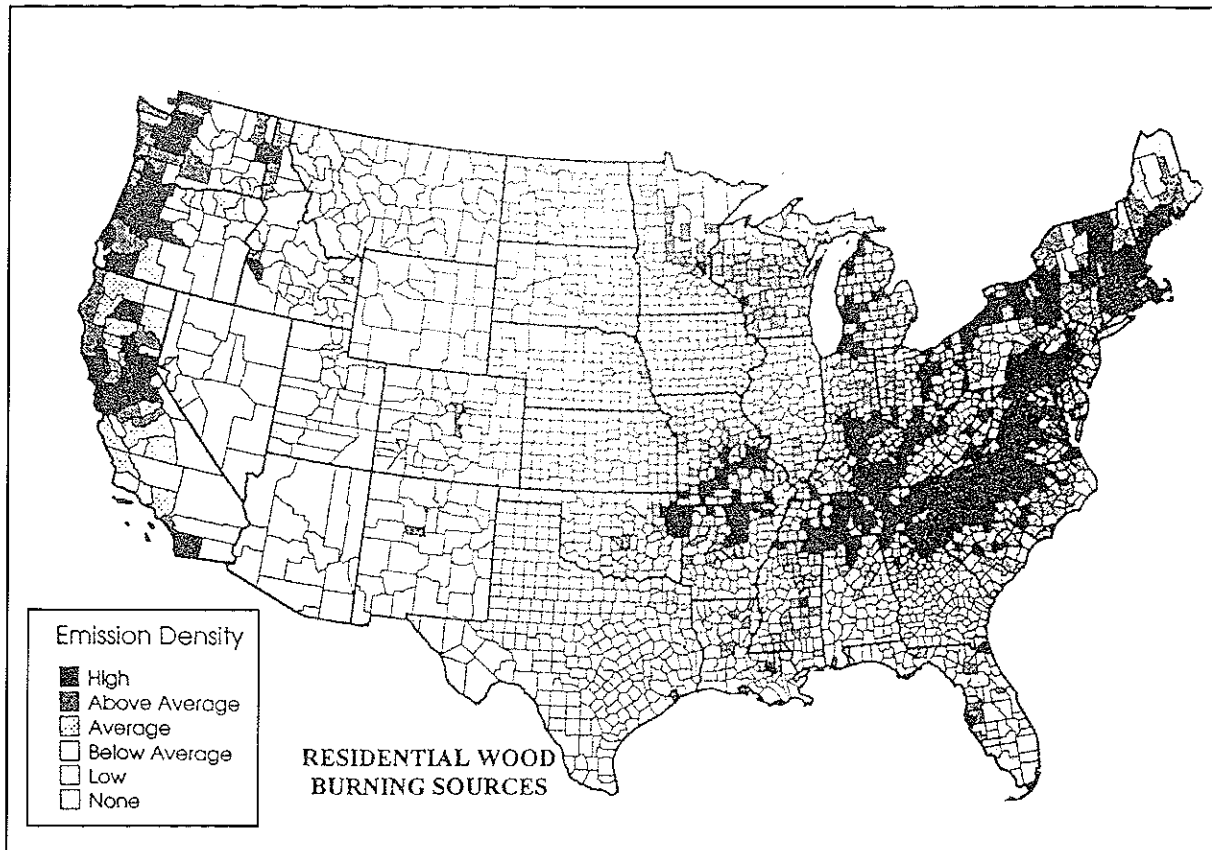 Emission Density
High
Above Average
Average
Below Average
Low
None
RESIDENTIAL WOOD
BURNING SOURCES